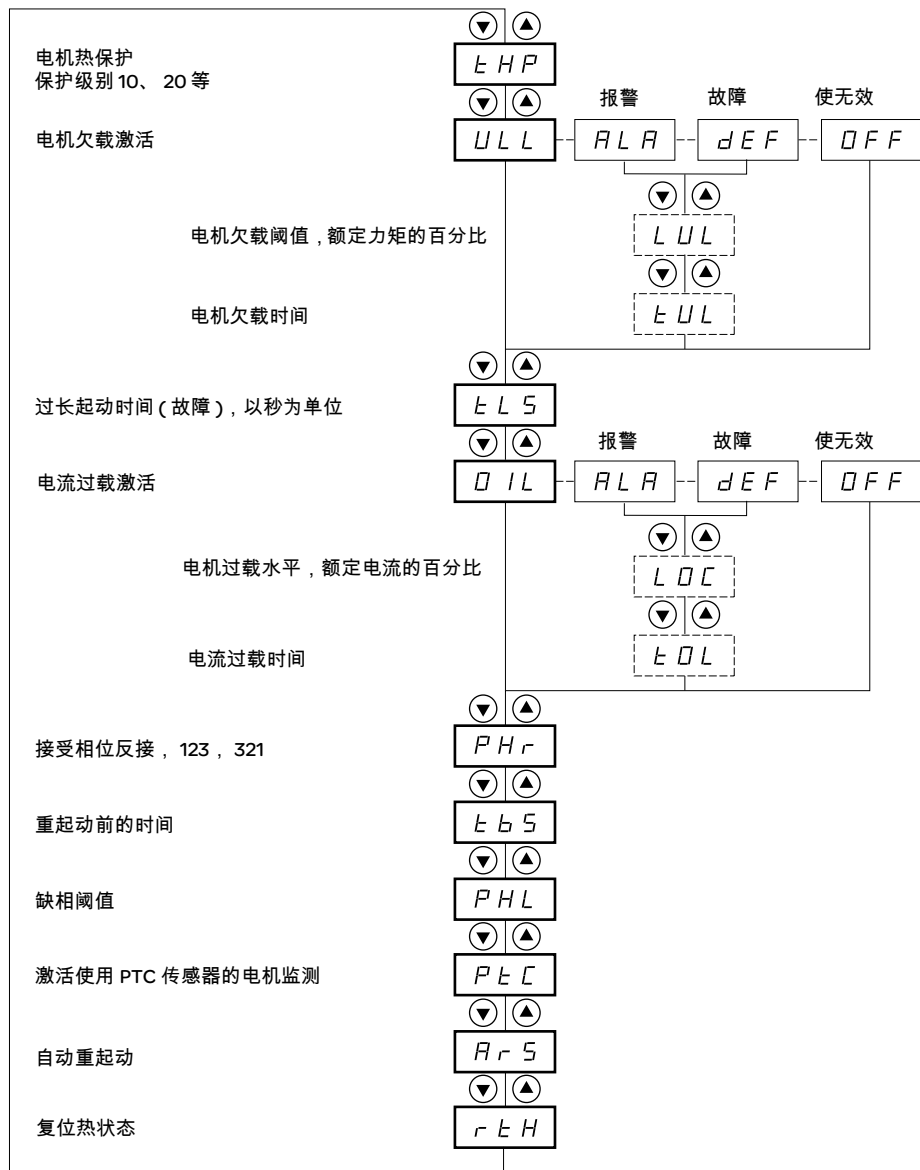 电机热保护
保护级别 10、 20 等
tHP
报警 故障 使无效
电机欠载激活
ULL ALA dEF OFF
电机欠载阈值 , 额定力矩的百分比
LUL
电机欠载时间
tUL
过长起动时间 ( 故障 ) , 以秒为单位
tLS
报警 故障 使无效
电流过载激活
OIL ALA dEF OFF
电机过载水平 , 额定电流的百分比
LOC
电流过载时间
tOL
接受相位反接 , 123 , 321
PHr
重起动前的时间
tbS
缺相阈值
PHL
激活使用 PTC 传感器的电机监测
PtC
自动重起动
ArS
复位热状态
rtH